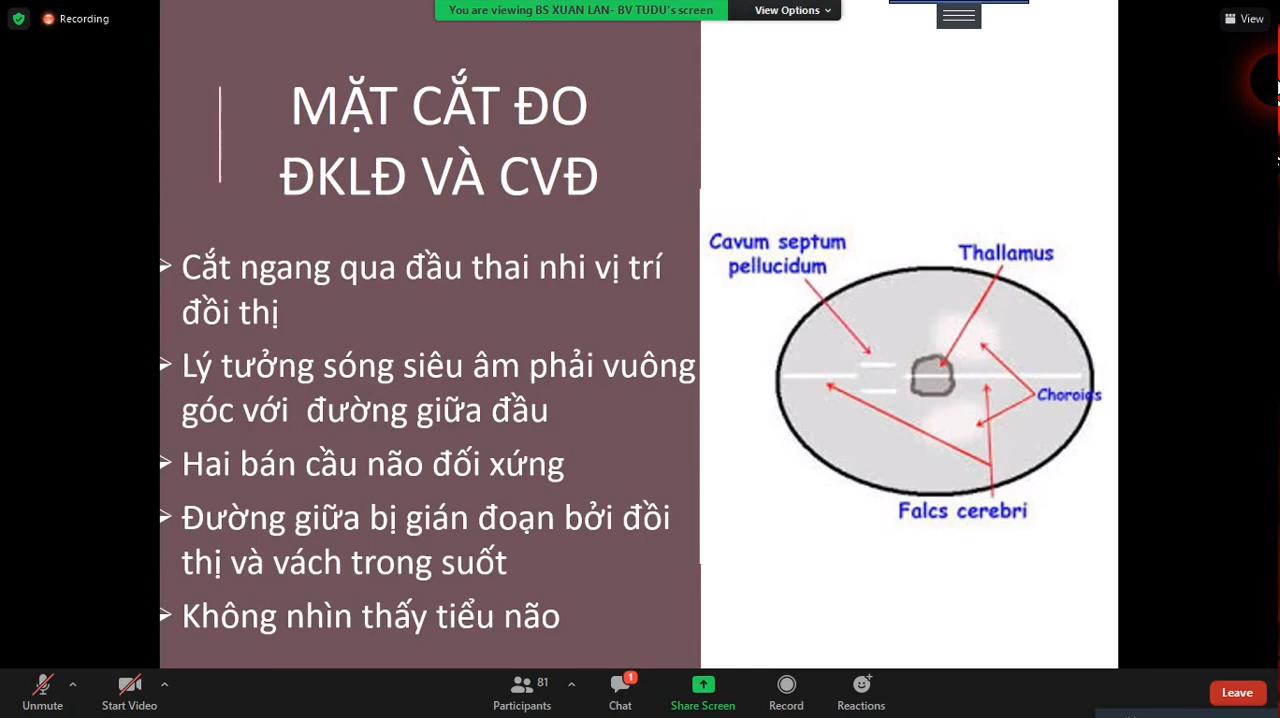 You are viewing BS XUAN LAN- BV TUDU's screen
View Options
Recording
View
MẶT CẮT ĐO
ĐKLĐ VÀ CVĐ
Cắt ngang qua đầu thai nhi vị trí
đồi thị
Lý tưởng sóng siêu âm phải vuông
góc với đường giữa đầu
Hai bán cầu não đối xứng
Đường giữa bị gián đoạn bởi đồi
thị và vách trong suốt
Không nhìn thấy tiểu não
Cavum septum
pellucidum
Thallamus
Choroids
Falcs cerebri
Unmute
Start Video
81
Participants
1
Chat
Share Screen
Record
Reactions
Leave